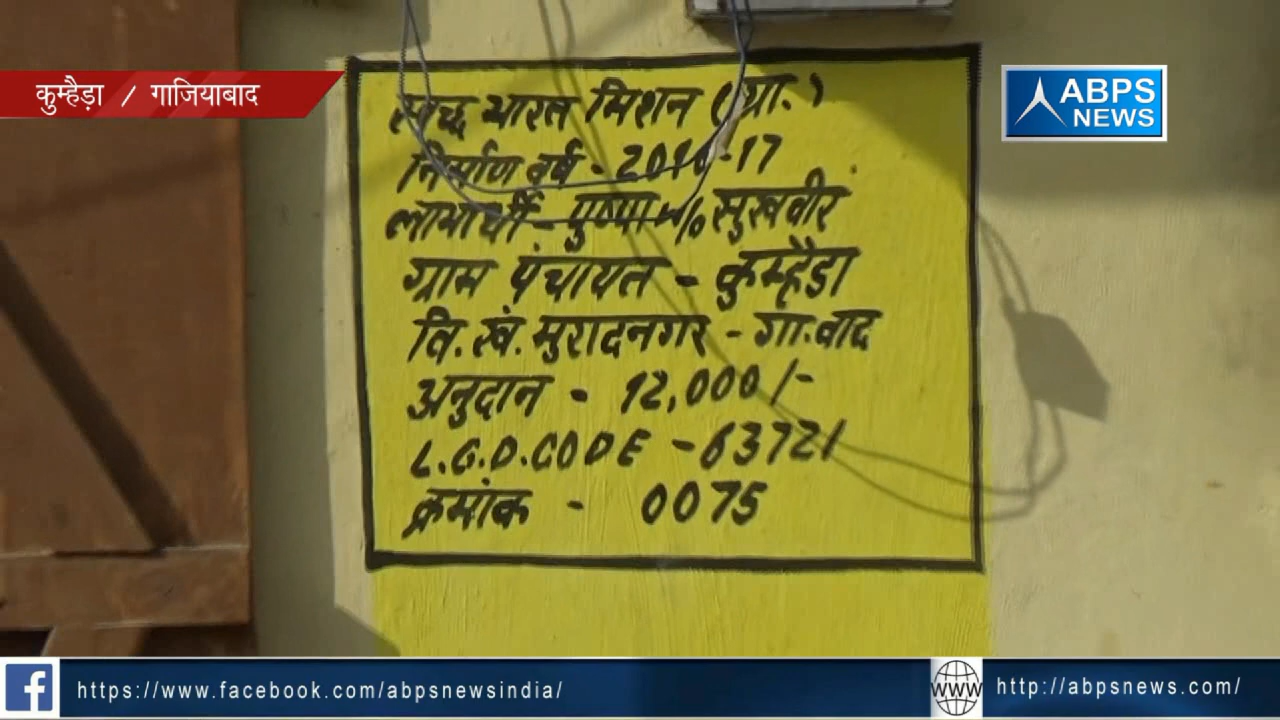 कुम्हैड़ा / गाजियाबाद
ABPS
NEWS
स्वच्छ भारत मिशन (ग्रा.)
निर्माण वर्ष - 2016-17
लाभार्थी - पुष्पा w/o सुखवीर
ग्राम पंचायत - कुम्हैडा
वि.खं. मुरादनगर - गा.वाद
अनुदान - 12,000/-
L.G.D.CODE - 63721
क्रमांक - 0075
https://www.facebook.com/abpsnewsindia/
www
http://abpsnews.com/